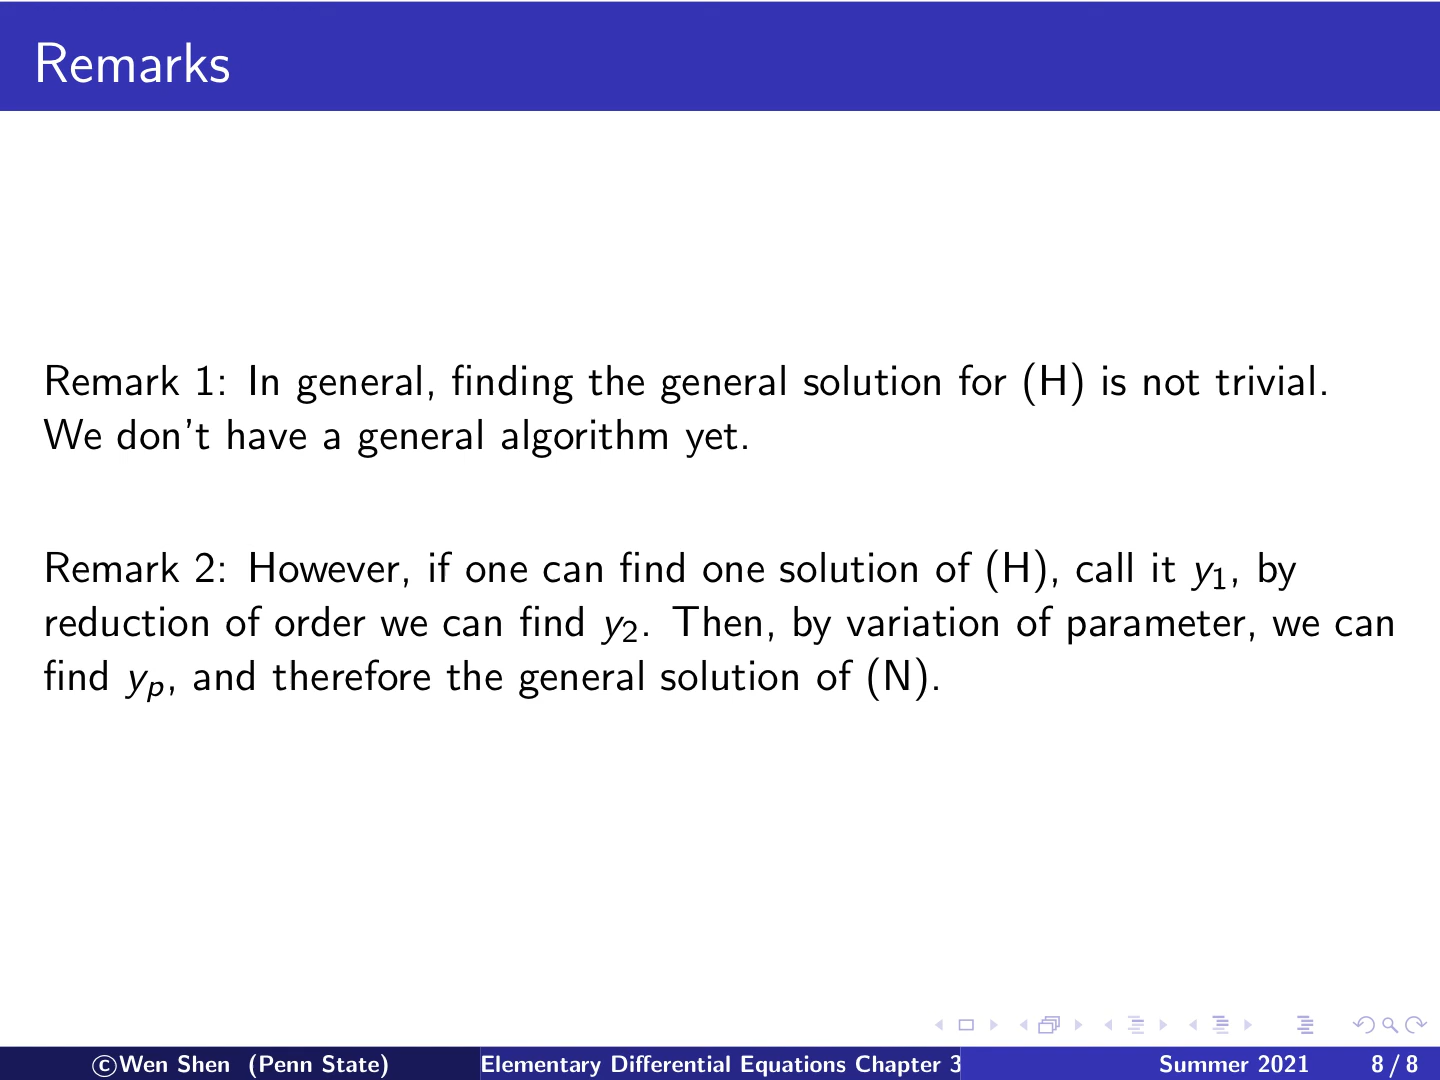 Remarks
Remark 1: In general, finding the general solution for (H) is not trivial.
We don't have a general algorithm yet.
Remark 2: However, if one can find one solution of (H), call it y₁, by
reduction of order we can find y₂. Then, by variation of parameter, we can
find yₚ, and therefore the general solution of (N).
©Wen Shen (Penn State) Elementary Differential Equations Chapter 3 Summer 2021 8 / 8